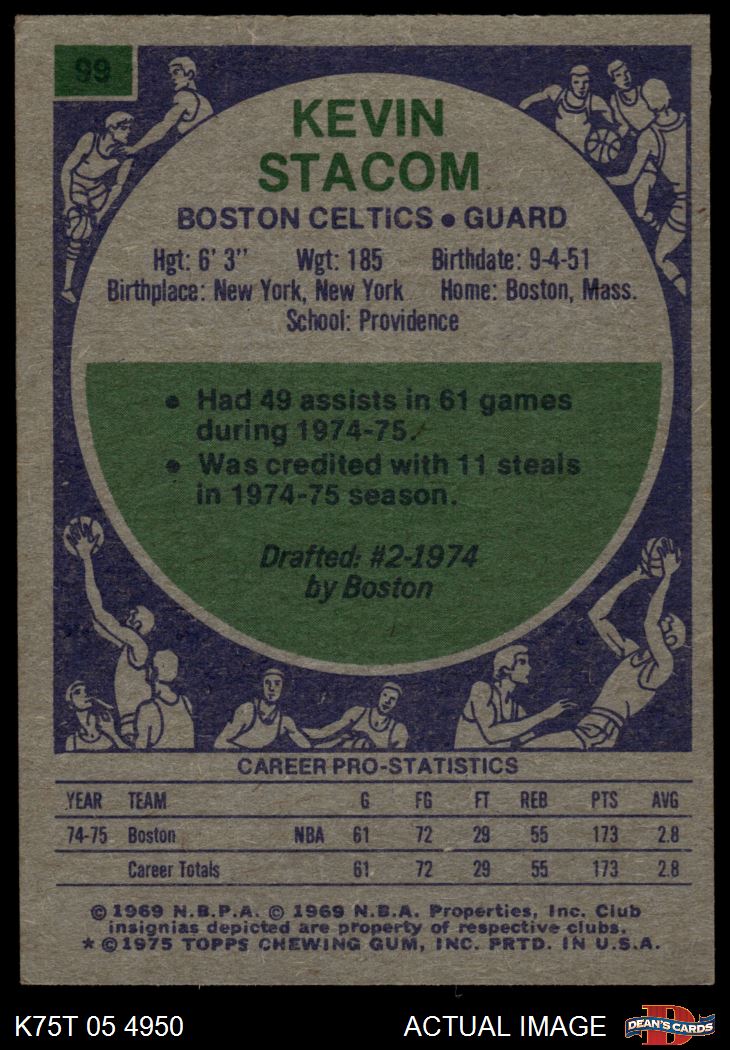 99
KEVIN
STACOM
BOSTON CELTICS • GUARD
Hgt: 6' 3" Wgt: 185 Birthdate: 9-4-51
Birthplace: New York, New York Home: Boston, Mass.
School: Providence
• Had 49 assists in 61 games
during 1974-75.
• Was credited with 11 steals
in 1974-75 season.
Drafted: #2-1974
by Boston
CAREER PRO-STATISTICS
YEAR TEAM G FG FT REB PTS AVG
74-75 Boston NBA 61 72 29 55 173 2.8
Career Totals 61 72 29 55 173 2.8
© 1969 N.B.P.A. © 1969 N.B.A. Properties, Inc. Club
insignias depicted are property of respective clubs.
* © 1975 TOPPS CHEWING GUM, INC. PRTD. IN U.S.A.
K75T 05 4950 ACTUAL IMAGE D DEAN'S CARDS